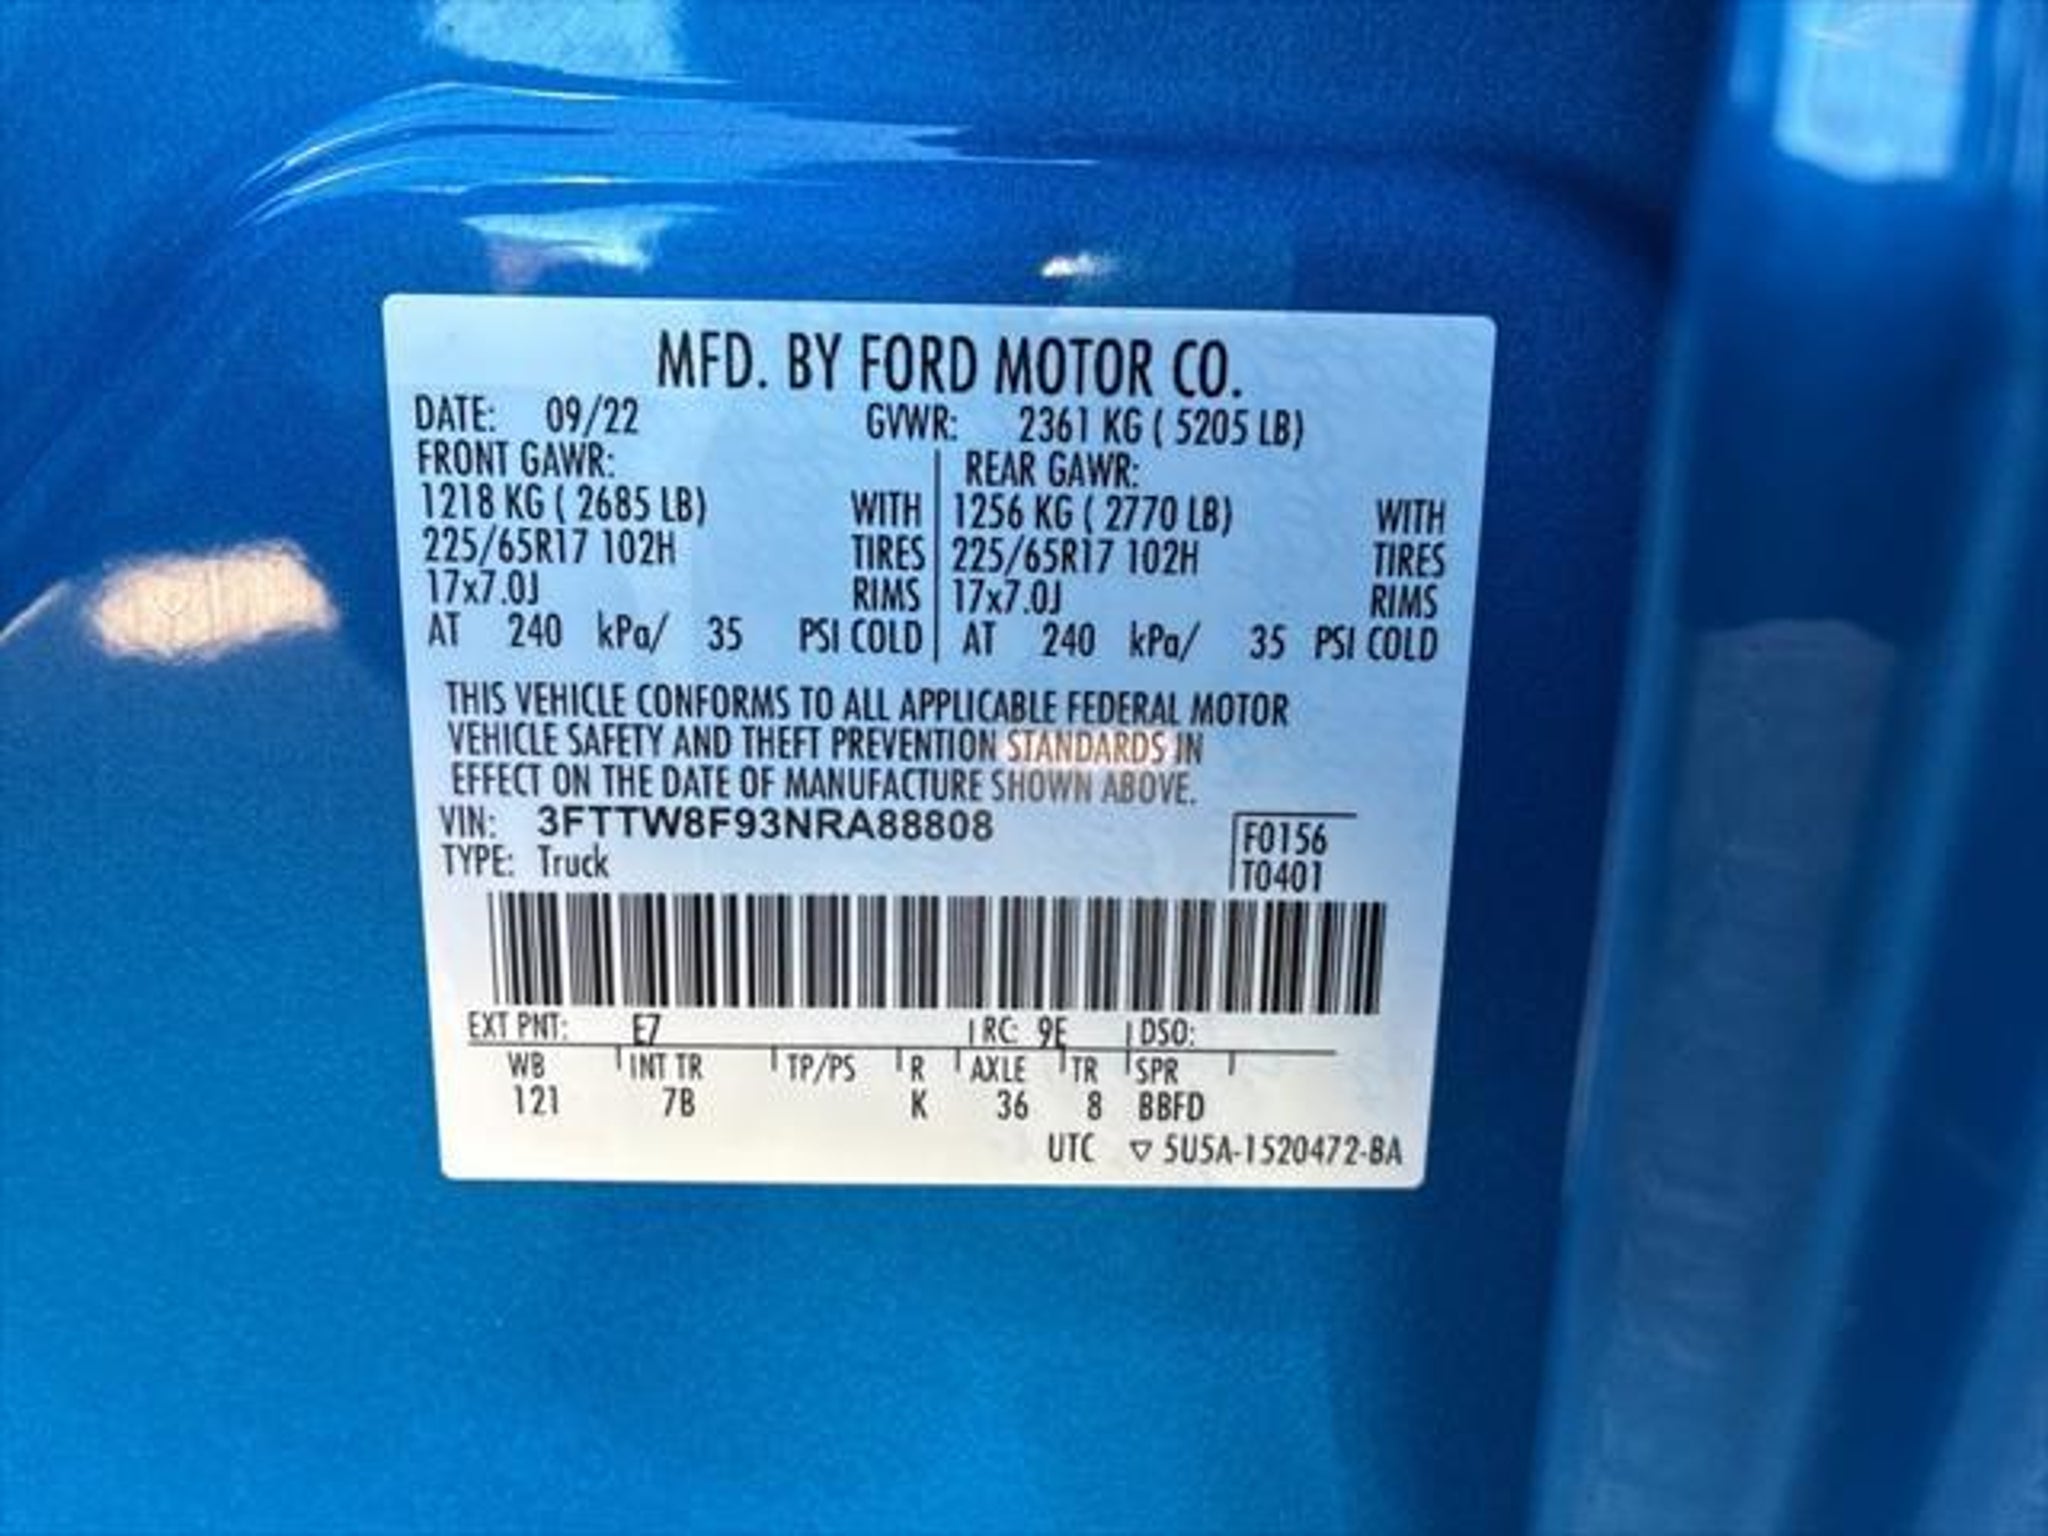 MFD. BY FORD MOTOR CO.
DATE: 09/22 GVWR: 2361 KG ( 5205 LB)
FRONT GAWR: REAR GAWR:
1218 KG ( 2685 LB) WITH 1256 KG ( 2770 LB) WITH
225/65R17 102H TIRES 225/65R17 102H TIRES
17x7.0J RIMS 17x7.0J RIMS
AT 240 kPa/ 35 PSI COLD AT 240 kPa/ 35 PSI COLD
THIS VEHICLE CONFORMS TO ALL APPLICABLE FEDERAL MOTOR
VEHICLE SAFETY AND THEFT PREVENTION STANDARDS IN
EFFECT ON THE DATE OF MANUFACTURE SHOWN ABOVE.
VIN: 3FTTW8F93NRA88808 F0156
TYPE: Truck T0401
EXT PNT: E7 RC: 9E DSO:
WB INT TR TP/PS R AXLE TR SPR
121 7B K 36 8 BBFD
UTC ▽ 5U5A-1520472-BA